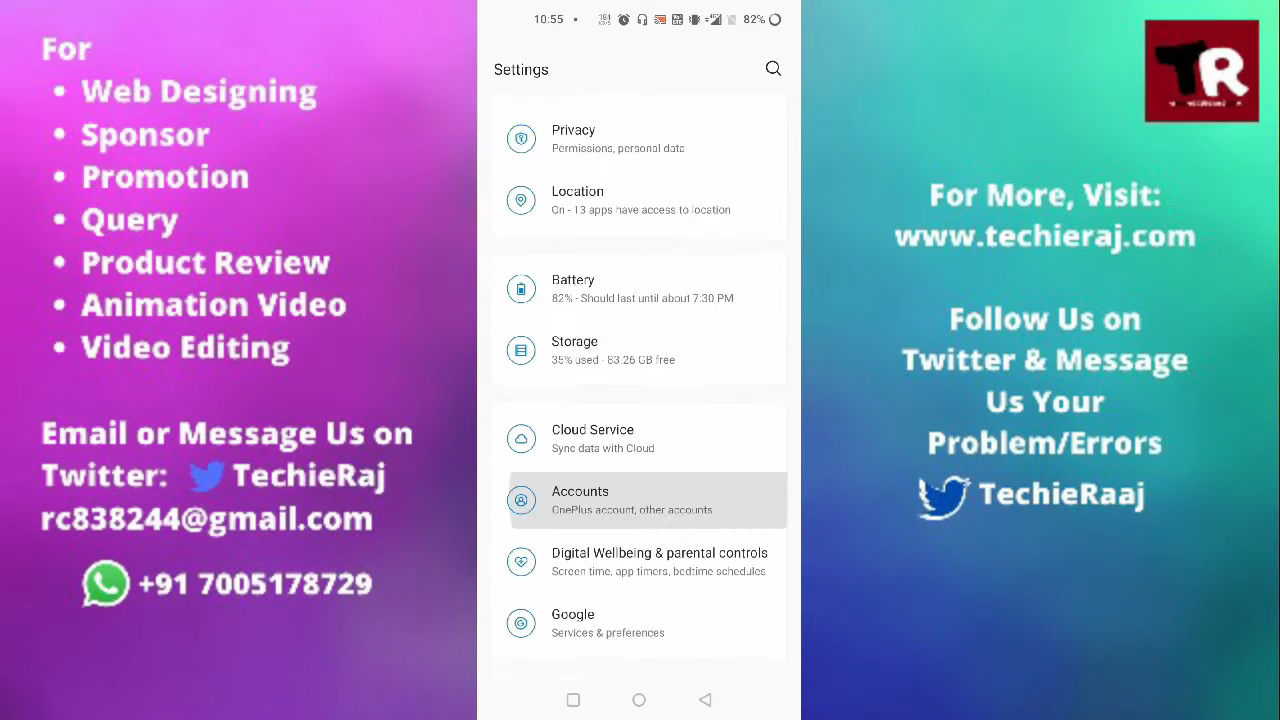 For
• Web Designing
• Sponsor
• Promotion
• Query
• Product Review
• Animation Video
• Video Editing
Email or Message Us on
Twitter: TechieRaj
rc838244@gmail.com
+91 7005178729
10:55 • 82%
Settings
Privacy
Permissions, personal data
Location
On - 13 apps have access to location
Battery
82% - Should last until about 7:30 PM
Storage
35% used - 83.26 GB free
Cloud Service
Sync data with Cloud
Accounts
OnePlus account, other accounts
Digital Wellbeing & parental controls
Screen time, app timers, bedtime schedules
Google
Services & preferences
TR
For More, Visit:
www.techieraj.com
Follow Us on
Twitter & Message
Us Your
Problem/Errors
TechieRaaj